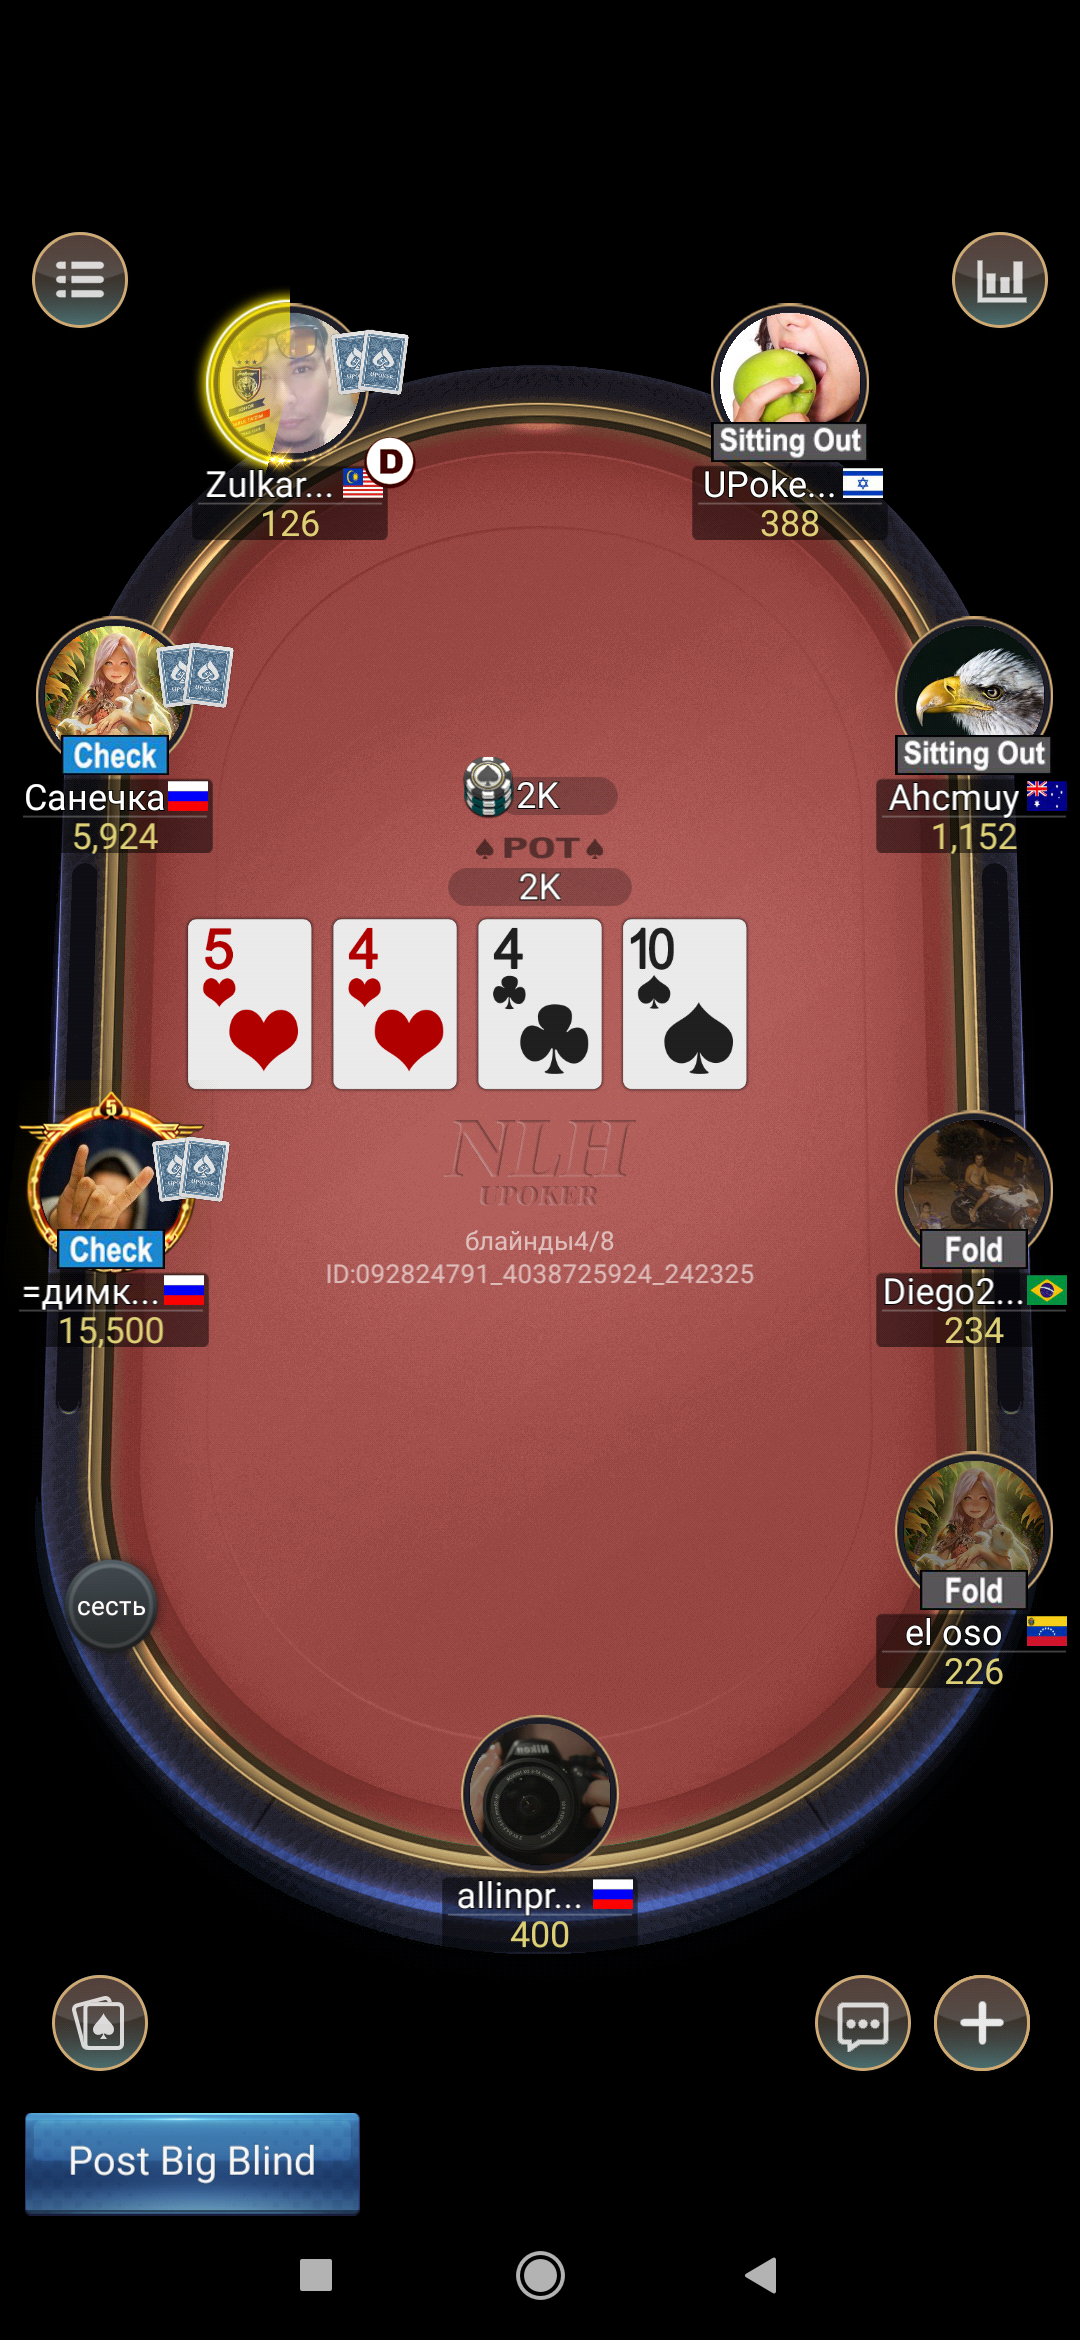 Zulkar...
D
126
Sitting Out
UPoke...
388
Check
Санечка
5,924
Sitting Out
Ahcmuy
1,152
2K
POT
2K
5
4
4
10
NLH
UPOKER
блайнды4/8
ID:092824791_4038725924_242325
5
Check
=димк...
15,500
Fold
Diego2...
234
Fold
el oso
226
сесть
Nikon
allinpr...
400
Post Big Blind